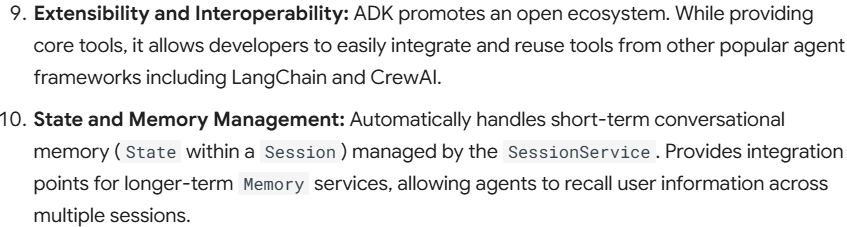 9. Extensibility and Interoperability: ADK promotes an open ecosystem. While providing
core tools, it allows developers to easily integrate and reuse tools from other popular agent
frameworks including LangChain and CrewAI.
10. State and Memory Management: Automatically handles short-term conversational
memory ( State within a Session ) managed by the SessionService . Provides integration
points for longer-term Memory services, allowing agents to recall user information across
multiple sessions.